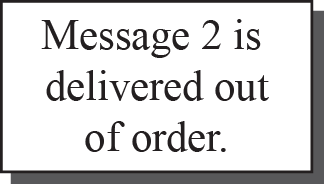 Message 2 is
delivered out
of order.